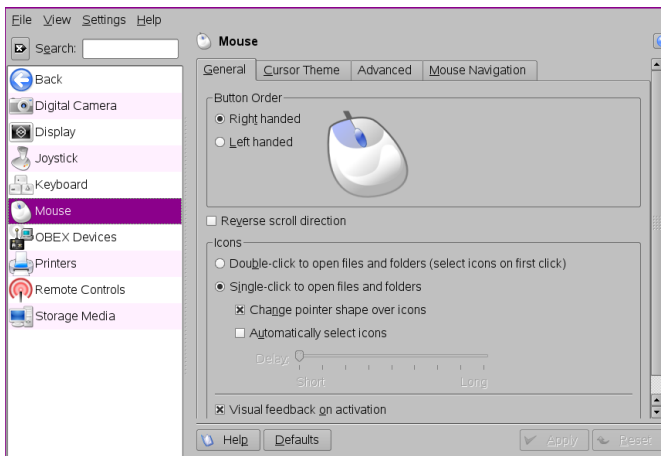 File View Settings Help
Search:
Back
Digital Camera
Display
Joystick
Keyboard
Mouse
OBEX Devices
Printers
Remote Controls
Storage Media
Mouse
General Cursor Theme Advanced Mouse Navigation
Button Order
Right handed
Left handed
Reverse scroll direction
Icons
Double-click to open files and folders (select icons on first click)
Single-click to open files and folders
Change pointer shape over icons
Automatically select icons
Delay:
Short Long
Visual feedback on activation
Help Defaults Apply Reset